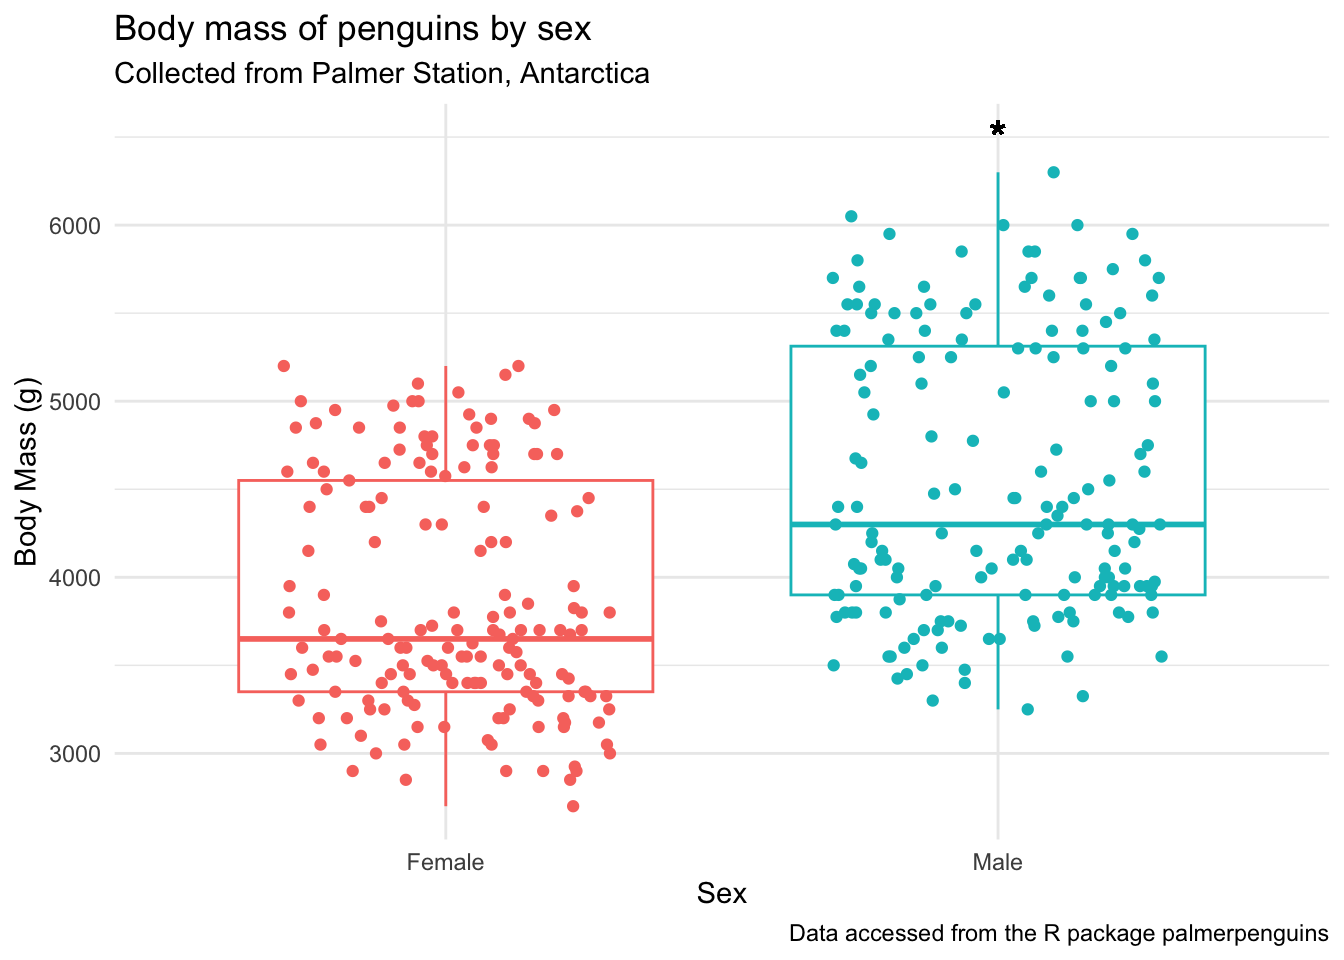 Body mass of penguins by sex
Collected from Palmer Station, Antarctica
*
6000
5000
4000
3000
Body Mass (g)
Female
Male
Sex
Data accessed from the R package palmerpenguins